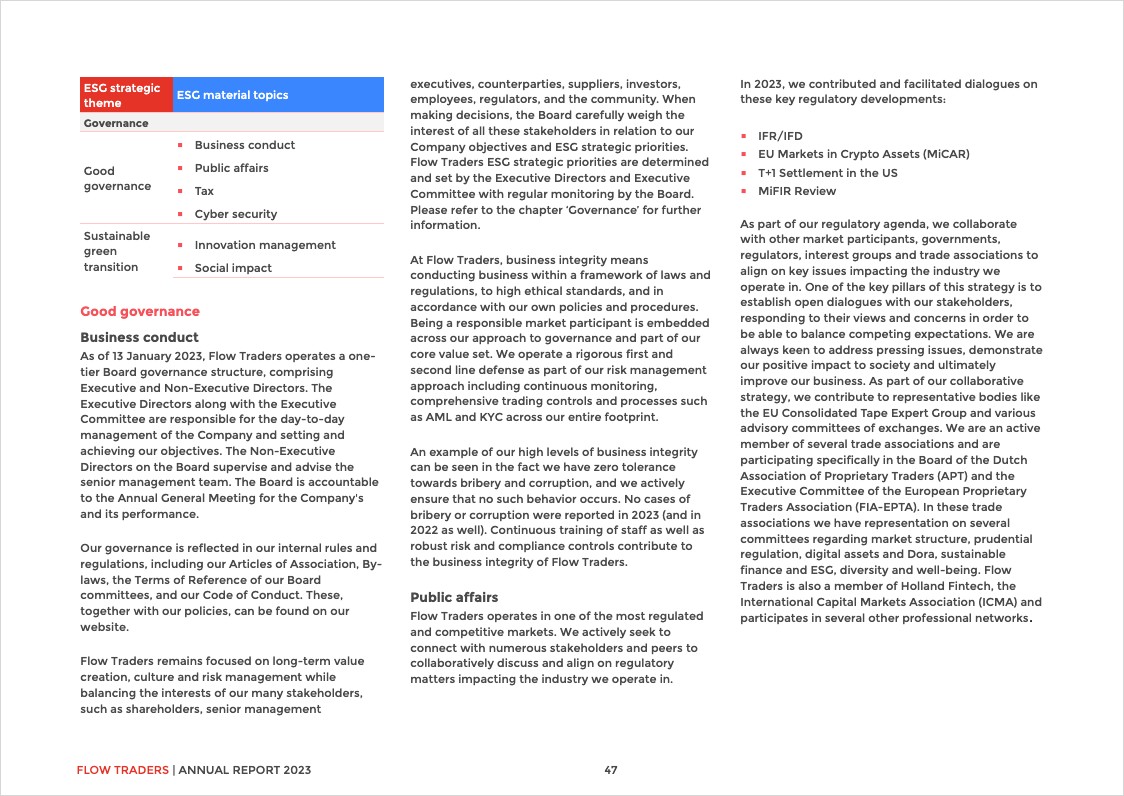 ESG strategic
theme
ESG material topics
Governance
Good
governance
▪ Business conduct
▪ Public affairs
▪ Tax
▪ Cyber security
Sustainable
green
transition
▪ Innovation management
▪ Social impact
Good governance
Business conduct
As of 13 January 2023, Flow Traders operates a one-
tier Board governance structure, comprising
Executive and Non-Executive Directors. The
Executive Directors along with the Executive
Committee are responsible for the day-to-day
management of the Company and setting and
achieving our objectives. The Non-Executive
Directors on the Board supervise and advise the
senior management team. The Board is accountable
to the Annual General Meeting for the Company's
and its performance.
Our governance is reflected in our internal rules and
regulations, including our Articles of Association, By-
laws, the Terms of Reference of our Board
committees, and our Code of Conduct. These,
together with our policies, can be found on our
website.
Flow Traders remains focused on long-term value
creation, culture and risk management while
balancing the interests of our many stakeholders,
such as shareholders, senior management
executives, counterparties, suppliers, investors,
employees, regulators, and the community. When
making decisions, the Board carefully weigh the
interest of all these stakeholders in relation to our
Company objectives and ESG strategic priorities.
Flow Traders ESG strategic priorities are determined
and set by the Executive Directors and Executive
Committee with regular monitoring by the Board.
Please refer to the chapter ‘Governance’ for further
information.
At Flow Traders, business integrity means
conducting business within a framework of laws and
regulations, to high ethical standards, and in
accordance with our own policies and procedures.
Being a responsible market participant is embedded
across our approach to governance and part of our
core value set. We operate a rigorous first and
second line defense as part of our risk management
approach including continuous monitoring,
comprehensive trading controls and processes such
as AML and KYC across our entire footprint.
An example of our high levels of business integrity
can be seen in the fact we have zero tolerance
towards bribery and corruption, and we actively
ensure that no such behavior occurs. No cases of
bribery or corruption were reported in 2023 (and in
2022 as well). Continuous training of staff as well as
robust risk and compliance controls contribute to
the business integrity of Flow Traders.
Public affairs
Flow Traders operates in one of the most regulated
and competitive markets. We actively seek to
connect with numerous stakeholders and peers to
collaboratively discuss and align on regulatory
matters impacting the industry we operate in.
In 2023, we contributed and facilitated dialogues on
these key regulatory developments:
▪ IFR/IFD
▪ EU Markets in Crypto Assets (MiCAR)
▪ T+1 Settlement in the US
▪ MiFIR Review
As part of our regulatory agenda, we collaborate
with other market participants, governments,
regulators, interest groups and trade associations to
align on key issues impacting the industry we
operate in. One of the key pillars of this strategy is to
establish open dialogues with our stakeholders,
responding to their views and concerns in order to
be able to balance competing expectations. We are
always keen to address pressing issues, demonstrate
our positive impact to society and ultimately
improve our business. As part of our collaborative
strategy, we contribute to representative bodies like
the EU Consolidated Tape Expert Group and various
advisory committees of exchanges. We are an active
member of several trade associations and are
participating specifically in the Board of the Dutch
Association of Proprietary Traders (APT) and the
Executive Committee of the European Proprietary
Traders Association (FIA-EPTA). In these trade
associations we have representation on several
committees regarding market structure, prudential
regulation, digital assets and Dora, sustainable
finance and ESG, diversity and well-being. Flow
Traders is also a member of Holland Fintech, the
International Capital Markets Association (ICMA) and
participates in several other professional networks.
FLOW TRADERS | ANNUAL REPORT 2023
47